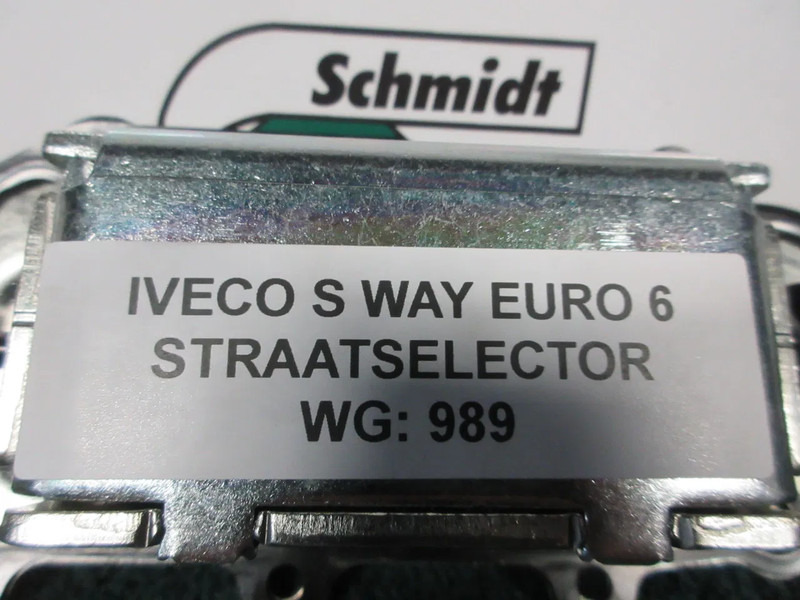 Schmidt
IVECO S WAY EURO 6
STRAATSELECTOR
WG: 989